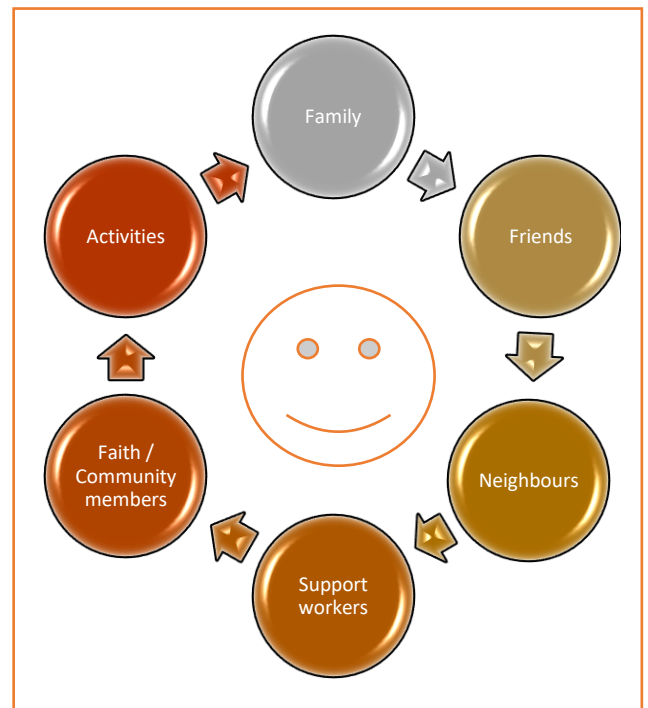 Family
Friends
Neighbours
Support
workers
Faith /
Community
members
Activities